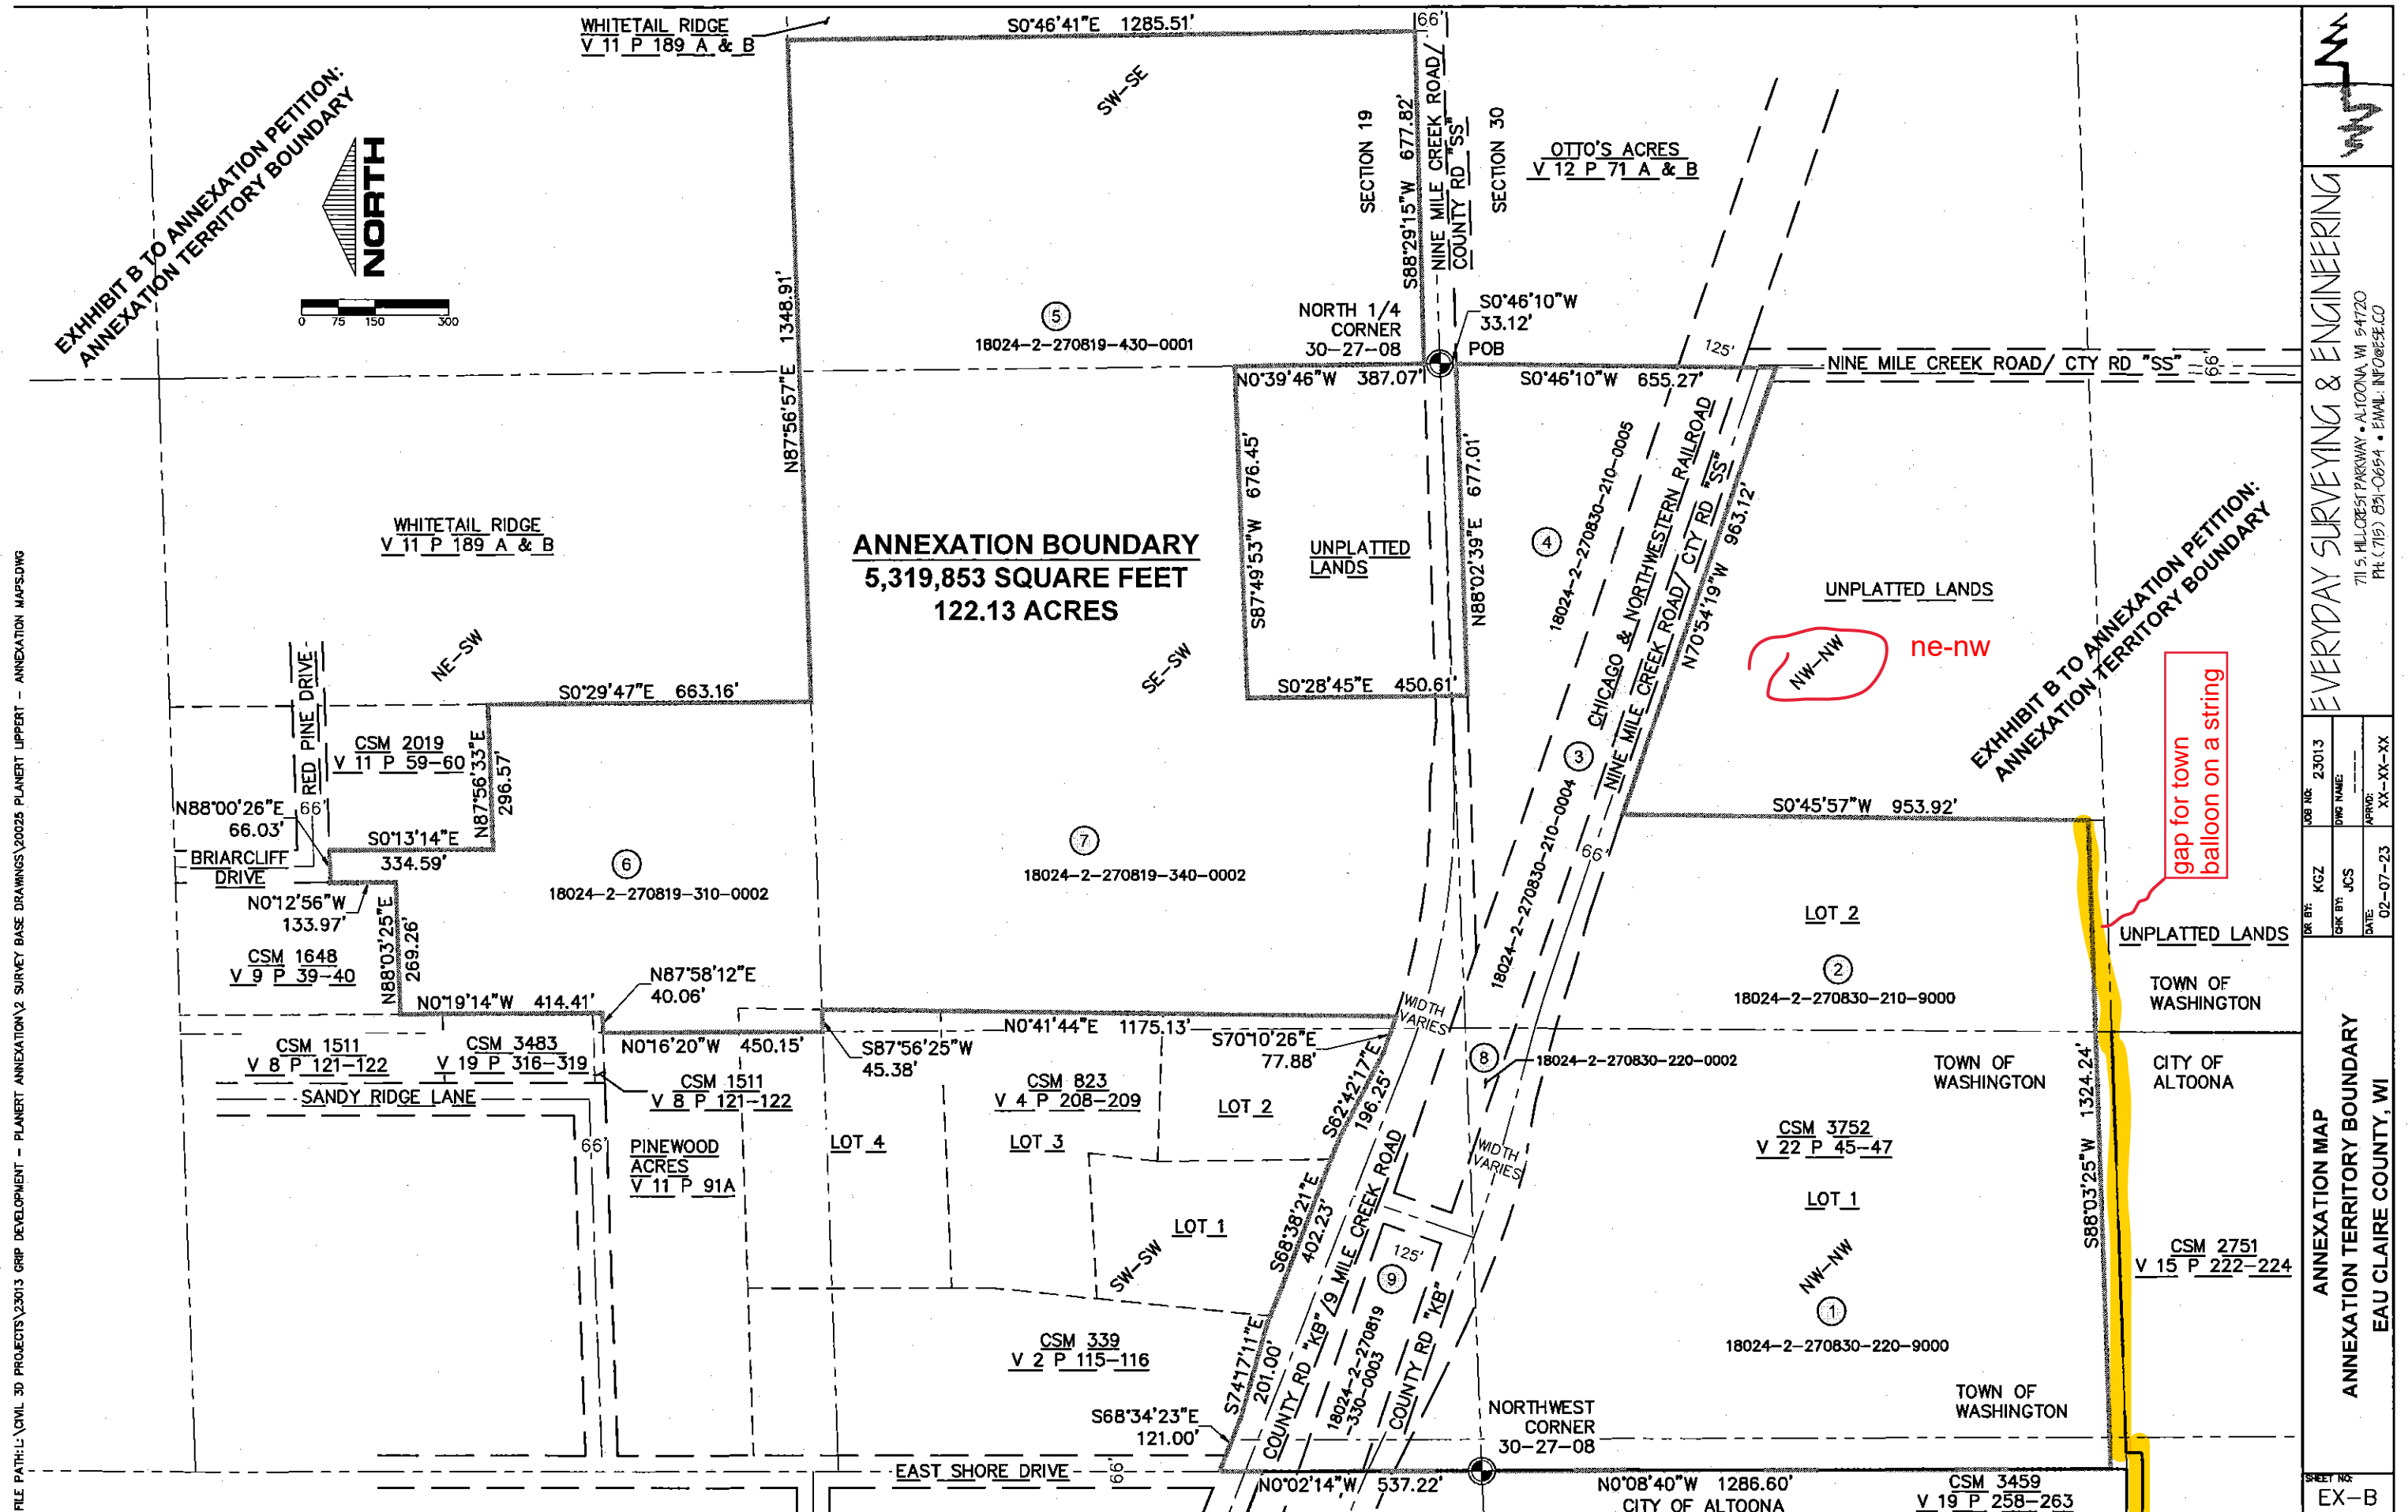 WHITETAIL RIDGE
V 11 P 189 A & B
S0°46'41"E 1285.51'
66'
EXHHIBIT B TO ANNEXATION PETITION:
ANNEXATION TERRITORY BOUNDARY
NORTH
0 75 150 300
SW-SE
S88°29'15"W 677.82'
NINE MILE CREEK ROAD/
COUNTY RD "SS"
SECTION 19
SECTION 30
OTTO'S ACRES
V 12 P 71 A & B
N87°56'57"E 1348.91'
5
18024-2-270819-430-0001
NORTH 1/4
CORNER
30-27-08
S0°46'10"W
33.12'
POB
125'
N0°39'46"W 387.07'
S0°46'10"W 655.27'
NINE MILE CREEK ROAD/ CTY RD "SS"
66'
WHITETAIL RIDGE
V 11 P 189 A & B
ANNEXATION BOUNDARY
5,319,853 SQUARE FEET
122.13 ACRES
S87°49'53"W 676.45'
UNPLATTED
LANDS
N88°02'39"E 677.01'
4
18024-2-270830-210-0005
CHICAGO & NORTHWESTERN RAILROAD
NINE MILE CREEK ROAD/ CTY RD "SS"
N70°54'19"W 963.12'
UNPLATTED LANDS
NW-NW
ne-nw
EXHHIBIT B TO ANNEXATION PETITION:
ANNEXATION TERRITORY BOUNDARY
gap for town
balloon on a string
NE-SW
SE-SW
S0°29'47"E 663.16'
S0°28'45"E 450.61'
RED PINE DRIVE
66'
CSM 2019
V 11 P 59-60
N87°56'33"E
296.57'
N88°00'26"E
66.03'
S0°13'14"E
334.59'
BRIARCLIFF
DRIVE
N0°12'56"W
133.97'
N88°03'25"E
269.26'
6
18024-2-270819-310-0002
7
18024-2-270819-340-0002
3
18024-2-270830-210-0004
66'
S0°45'57"W 953.92'
LOT 2
2
18024-2-270830-210-9000
UNPLATTED LANDS
TOWN OF
WASHINGTON
CSM 1648
V 9 P 39-40
N0°19'14"W 414.41'
N87°58'12"E
40.06'
N0°16'20"W 450.15'
S87°56'25"W
45.38'
N0°41'44"E 1175.13'
S70°10'26"E
77.88'
WIDTH
VARIES
8
18024-2-270830-220-0002
TOWN OF
WASHINGTON
CITY OF
ALTOONA
CSM 1511
V 8 P 121-122
CSM 3483
V 19 P 316-319
SANDY RIDGE LANE
CSM 1511
V 8 P 121-122
CSM 823
V 4 P 208-209
LOT 2
S62°42'17"E
196.25'
S88°03'25"W 1324.24'
66'
PINEWOOD
ACRES
V 11 P 91A
LOT 4
LOT 3
LOT 1
SW-SW
S68°38'21"E
402.23'
WIDTH
VARIES
CSM 3752
V 22 P 45-47
LOT 1
NW-NW
1
18024-2-270830-220-9000
CSM 2751
V 15 P 222-224
CSM 339
V 2 P 115-116
S74°17'11"E
201.00'
COUNTY RD "KB"/9 MILE CREEK ROAD
125'
9
18024-2-270819
-330-0003
COUNTY RD "KB"
S68°34'23"E
121.00'
NORTHWEST
CORNER
30-27-08
TOWN OF
WASHINGTON
EAST SHORE DRIVE
66'
N0°02'14"W 537.22'
N0°08'40"W 1286.60'
CITY OF ALTOONA
CSM 3459
V 19 P 258-263
FILE PATH:L:\CIVIL 3D PROJECTS\23013 GRIP DEVELOPMENT - PLANERT ANNEXATION\2 SURVEY BASE DRAWINGS\20025 PLANERT LIPPERT - ANNEXATION MAPS.DWG
EVERYDAY SURVEYING & ENGINEERING
711 S. HILLCREST PARKWAY • ALTOONA, WI 54720
PH: (715) 831-0654 • EMAIL: INFO@ESE.CO
JOB NO: 23013
DWG NAME: ------
APRVD: XX-XX-XX
DR BY: KGZ
CHK BY: JCS
DATE: 02-07-23
ANNEXATION MAP
ANNEXATION TERRITORY BOUNDARY
EAU CLAIRE COUNTY, WI
SHEET NO:
EX-B